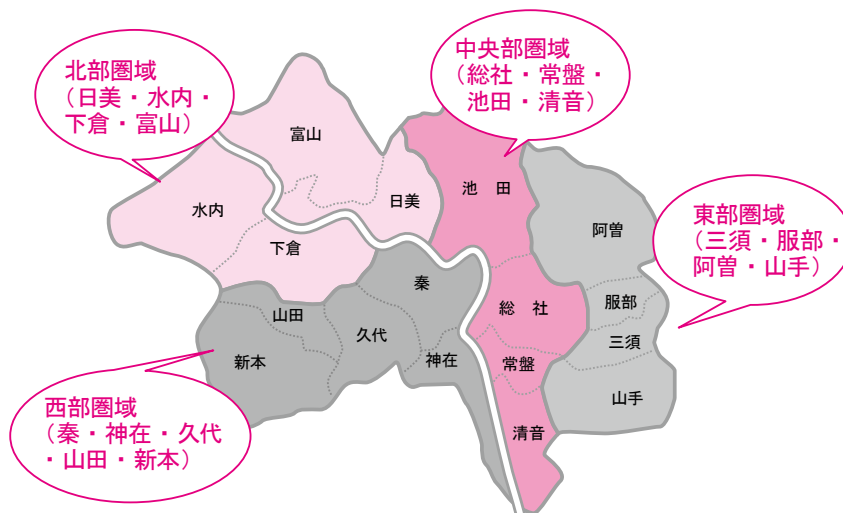 北部圏域
（日美・水内・
下倉・富山）
中央部圏域
（総社・常盤・
池田・清音）
東部圏域
（三須・服部・
阿曽・山手）
西部圏域
（秦・神在・久代
・山田・新本）
富山
水内
日美
下倉
池　田
阿曽
秦
山田
総　社
服部
久代
三須
新本
神在
常盤
山手
清音